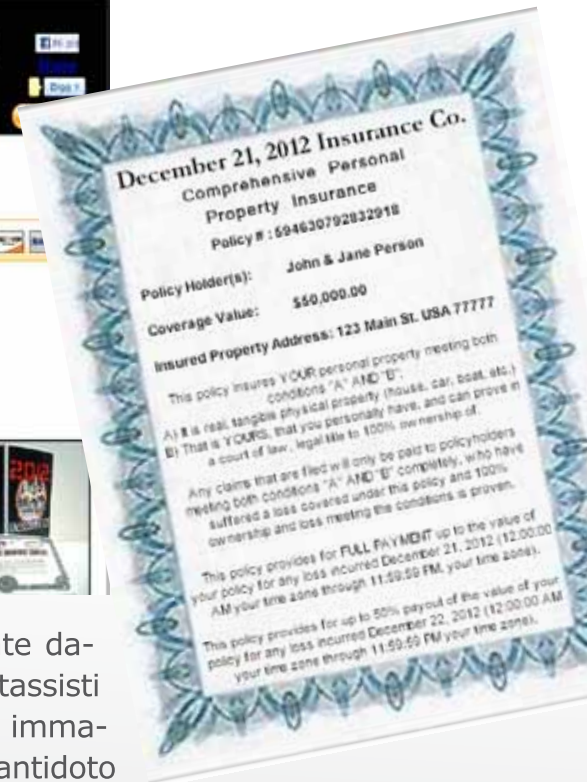 December 21, 2012 Insurance Co.
Comprehensive Personal
Property Insurance
Policy # : 594630792832918
Policy Holder(s): John & Jane Person
Coverage Value: $50,000.00
Insured Property Address: 123 Main St. USA 77777
This policy insures YOUR personal property meeting both
conditions "A" AND "B":
A) It is real, tangible physical property (house, car, boat, etc.)
B) That is YOURS, that you personally have, and can prove in
a court of law, legal title to 100% ownership of.
Any claims that are filed will only be paid to policyholders
meeting both conditions "A" AND "B" completely, who have
suffered a loss covered under this policy and 100%
ownership and loss meeting the conditions is proven.
This policy provides for FULL PAYMENT up to the value of
your policy for any loss incurred December 21, 2012 (12:00:00
AM your time zone through 11:59:59 PM, your time zone).
This policy provides for up to 50% payout of the value of your
policy for any loss incurred December 22, 2012 (12:00:00 AM
your time zone through 11:59:59 PM your time zone).
Home
Digg
2012
te da-
tassisti
imma-
antidoto